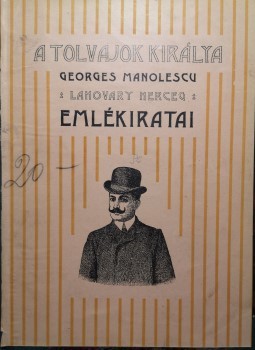 A TOLVAJOK KIRÁLYA
GEORGES MANOLESCU
: LAHOVARY HERCEG :
EMLÉKIRATAI
20-